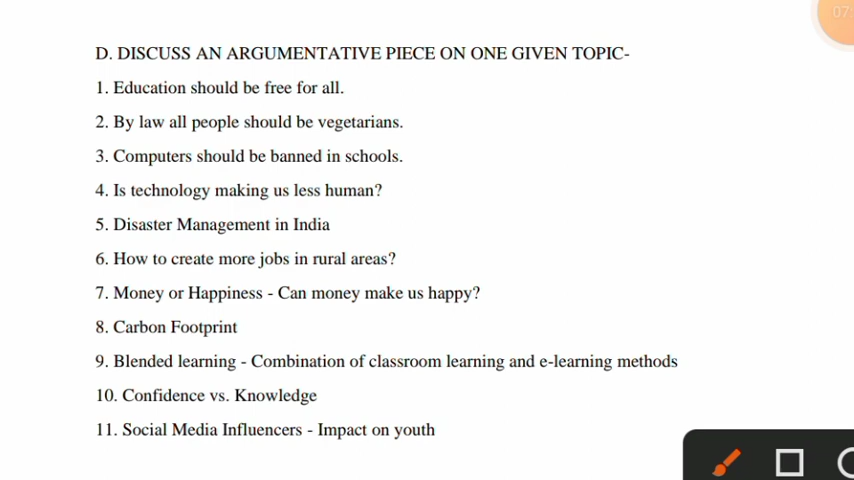 D. DISCUSS AN ARGUMENTATIVE PIECE ON ONE GIVEN TOPIC-
1. Education should be free for all.
2. By law all people should be vegetarians.
3. Computers should be banned in schools.
4. Is technology making us less human?
5. Disaster Management in India
6. How to create more jobs in rural areas?
7. Money or Happiness - Can money make us happy?
8. Carbon Footprint
9. Blended learning - Combination of classroom learning and e-learning methods
10. Confidence vs. Knowledge
11. Social Media Influencers - Impact on youth